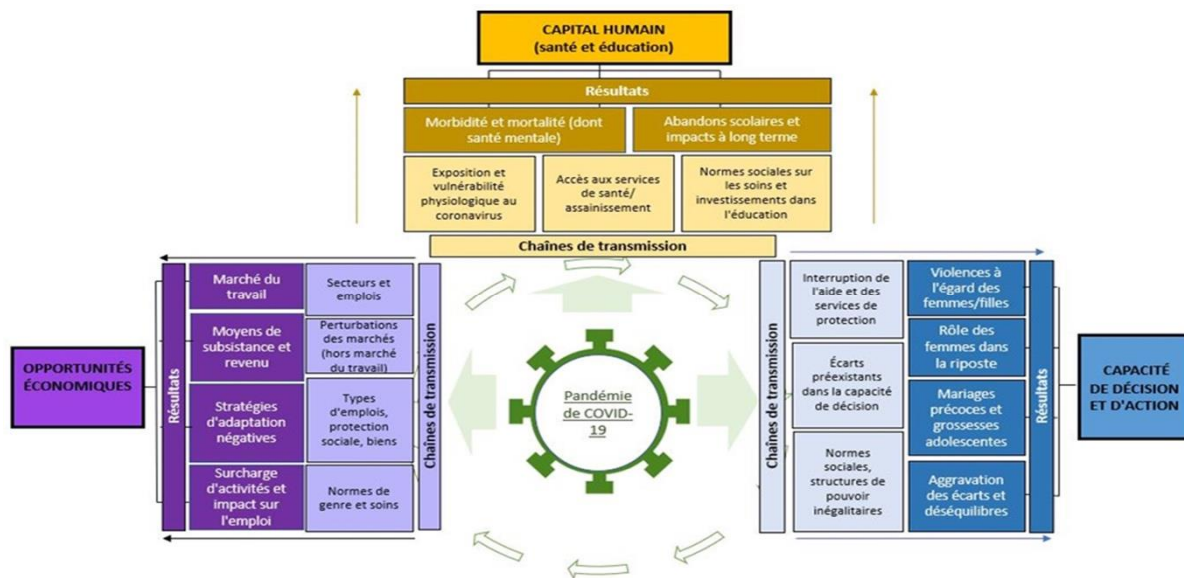 CAPITAL HUMAIN
(santé et éducation)
Résultats
Morbidité et mortalité (dont
santé mentale)
Abandons scolaires et
impacts à long terme
Exposition et
vulnérabilité
physiologique au
coronavirus
Accès aux services
de santé/
assainissement
Normes sociales sur
les soins et
investissements dans
l'éducation
Chaînes de transmission
OPPORTUNITÉS
ÉCONOMIQUES
Résultats
Marché du
travail
Moyens de
subsistance et
revenu
Stratégies
d'adaptation
négatives
Surcharge
d'activités et
impact sur
l'emploi
Secteurs et
emplois
Perturbations
des marchés
(hors marché
du travail)
Types
d'emplois,
protection
sociale, biens
Normes de
genre et soins
Chaînes de transmission
Pandémie
de COVID-
19
Chaînes de transmission
Interruption de
l'aide et des
services de
protection
Écarts
préexistants dans
la capacité de
décision
Normes
sociales,
structures de
pouvoir
inégalitaires
Violences à
l'égard des
femmes/filles
Rôle des
femmes dans
la riposte
Mariages
précoces et
grossesses
adolescentes
Aggravation
des écarts et
déséquilibres
Résultats
CAPACITÉ
DE DÉCISION
ET D'ACTION